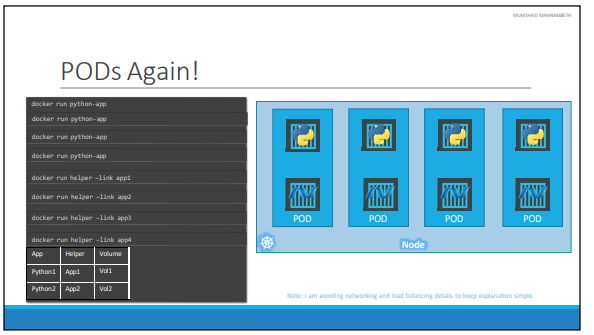 MUMSHAD MANNAMBETH
PODs Again!
docker run python-app
docker run python-app
docker run python-app
docker run python-app
docker run helper –link app1
docker run helper –link app2
docker run helper –link app3
docker run helper –link app4
App Helper Volume
Python1 App1 Vol1
Python2 App2 Vol2
POD POD POD POD
Node
Note: I am avoiding networking and load balancing details to keep explanation simple.